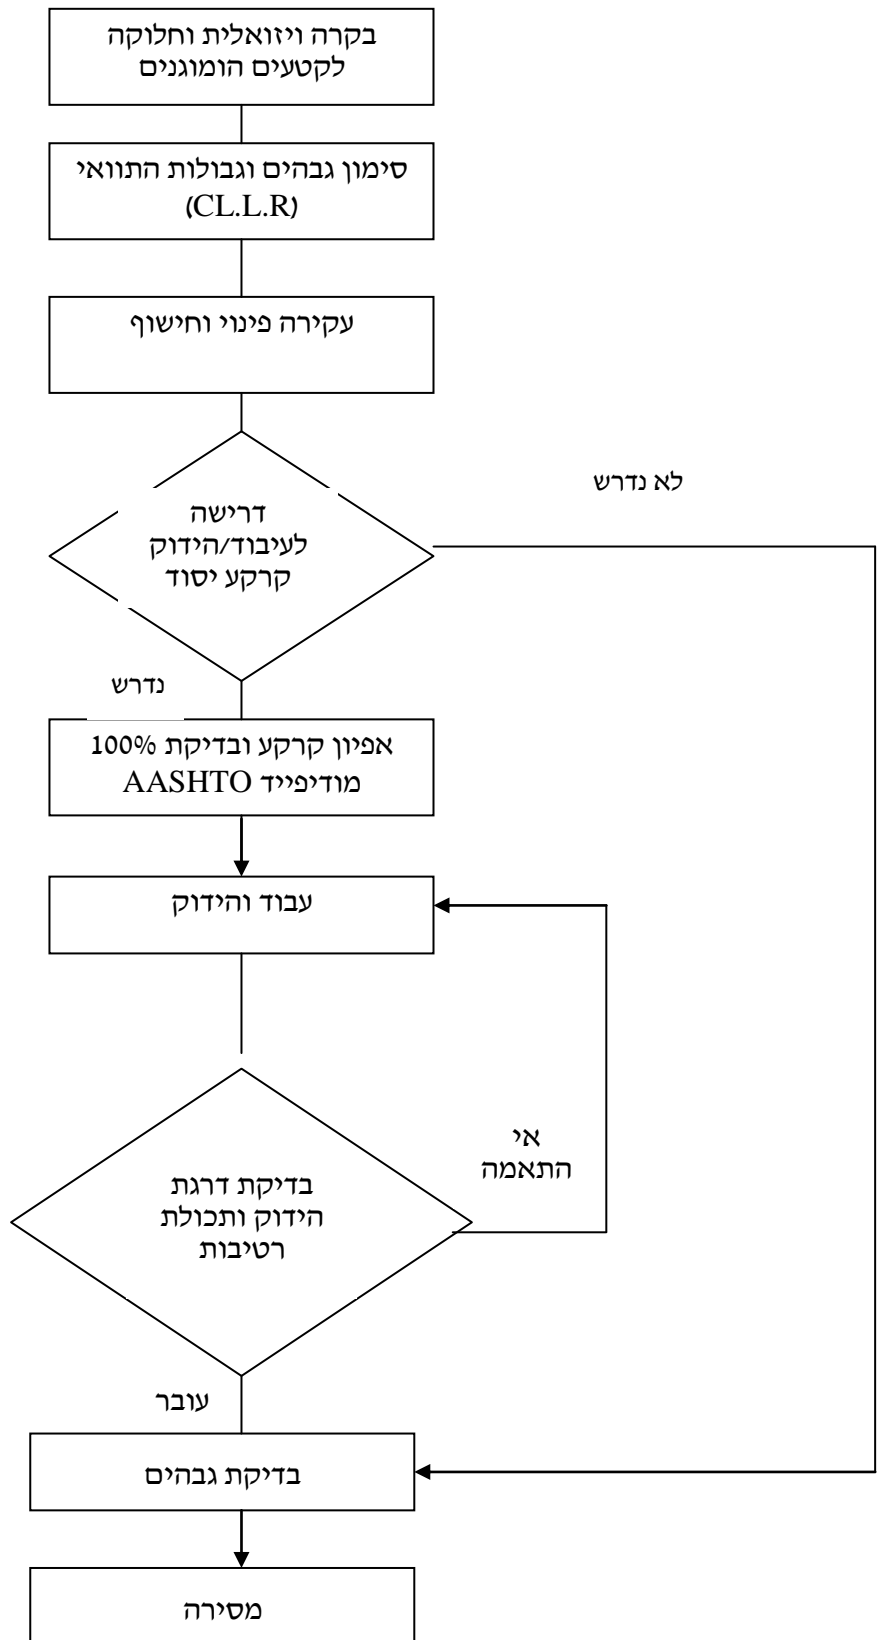 בקרה ויזואלית וחלוקה
לקטעים הומוגנים
סימון גבהים וגבולות התוואי
(CL.L.R)
עקירה פינוי וחישוף
לא נדרש
דרישה
לעיבוד/הידוק
קרקע יסוד
נדרש
אפיון קרקע ובדיקת 100%
מודיפייד AASHTO
עבוד והידוק
אי
התאמה
בדיקת דרגת
הידוק ותכולת
רטיבות
עובר
בדיקת גבהים
מסירה